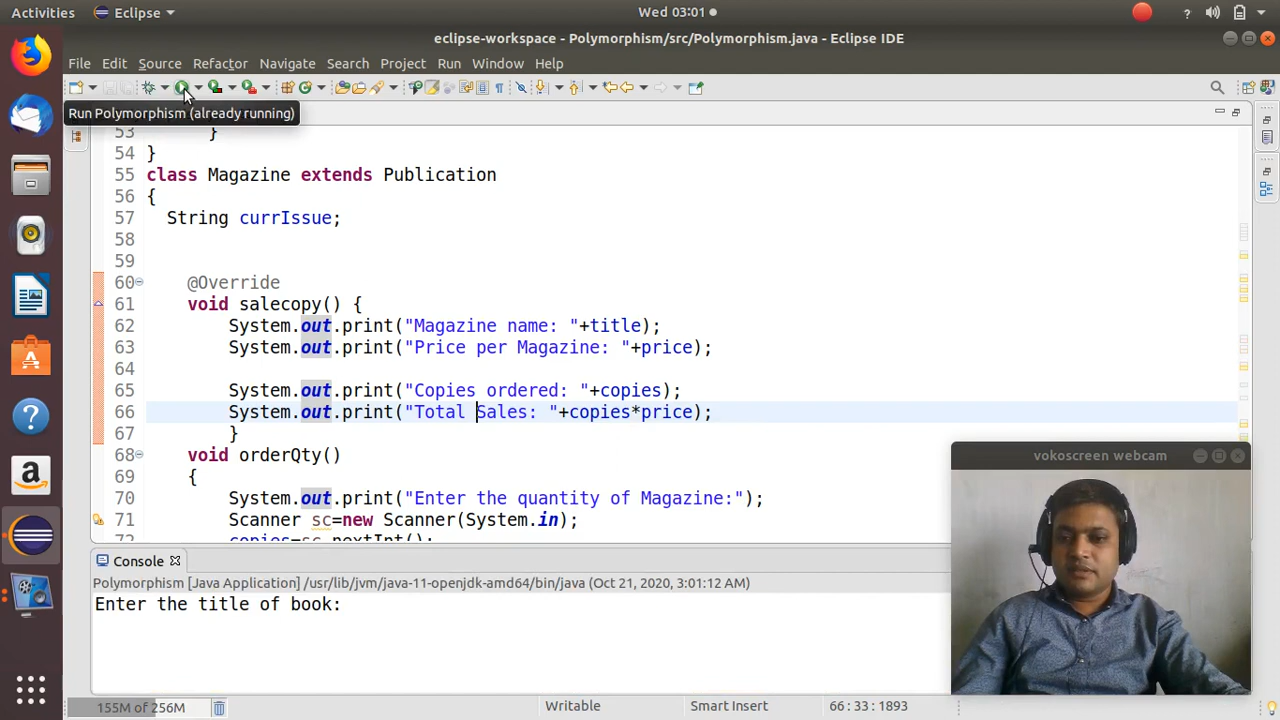 Activities
Eclipse
Wed 03:01
?
eclipse-workspace - Polymorphism/src/Polymorphism.java - Eclipse IDE
File Edit Source Refactor Navigate Search Project Run Window Help
Run Polymorphism (already running)
53 }
54 }
55 class Magazine extends Publication
56 {
57 String currIssue;
58
59
60 @Override
61 void salecopy() {
62 System.out.print("Magazine name: "+title);
63 System.out.print("Price per Magazine: "+price);
64
65 System.out.print("Copies ordered: "+copies);
66 System.out.print("Total Sales: "+copies*price);
67 }
68 void orderQty()
69 {
70 System.out.print("Enter the quantity of Magazine:");
71 Scanner sc=new Scanner(System.in);
72 copies=sc.nextInt();
vokoscreen webcam
Console
Polymorphism [Java Application] /usr/lib/jvm/java-11-openjdk-amd64/bin/java (Oct 21, 2020, 3:01:12 AM)
Enter the title of book:
155M of 256M
Writable
Smart Insert
66 : 33 : 1893